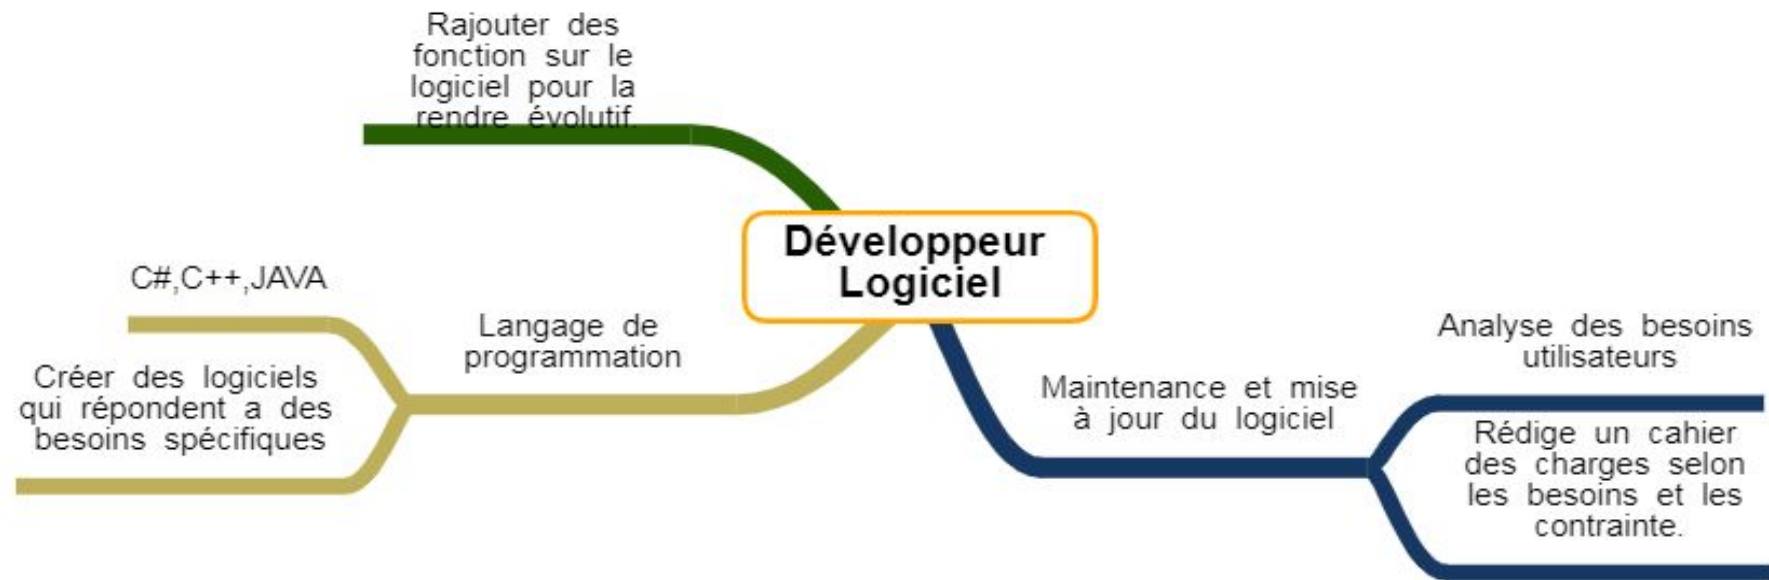 Rajouter des
fonction sur le
logiciel pour la
rendre évolutif.
Développeur
Logiciel
C#,C++,JAVA
Langage de
programmation
Créer des logiciels
qui répondent a des
besoins spécifiques
Maintenance et mise
à jour du logiciel
Analyse des besoins
utilisateurs
Rédige un cahier
des charges selon
les besoins et les
contrainte.